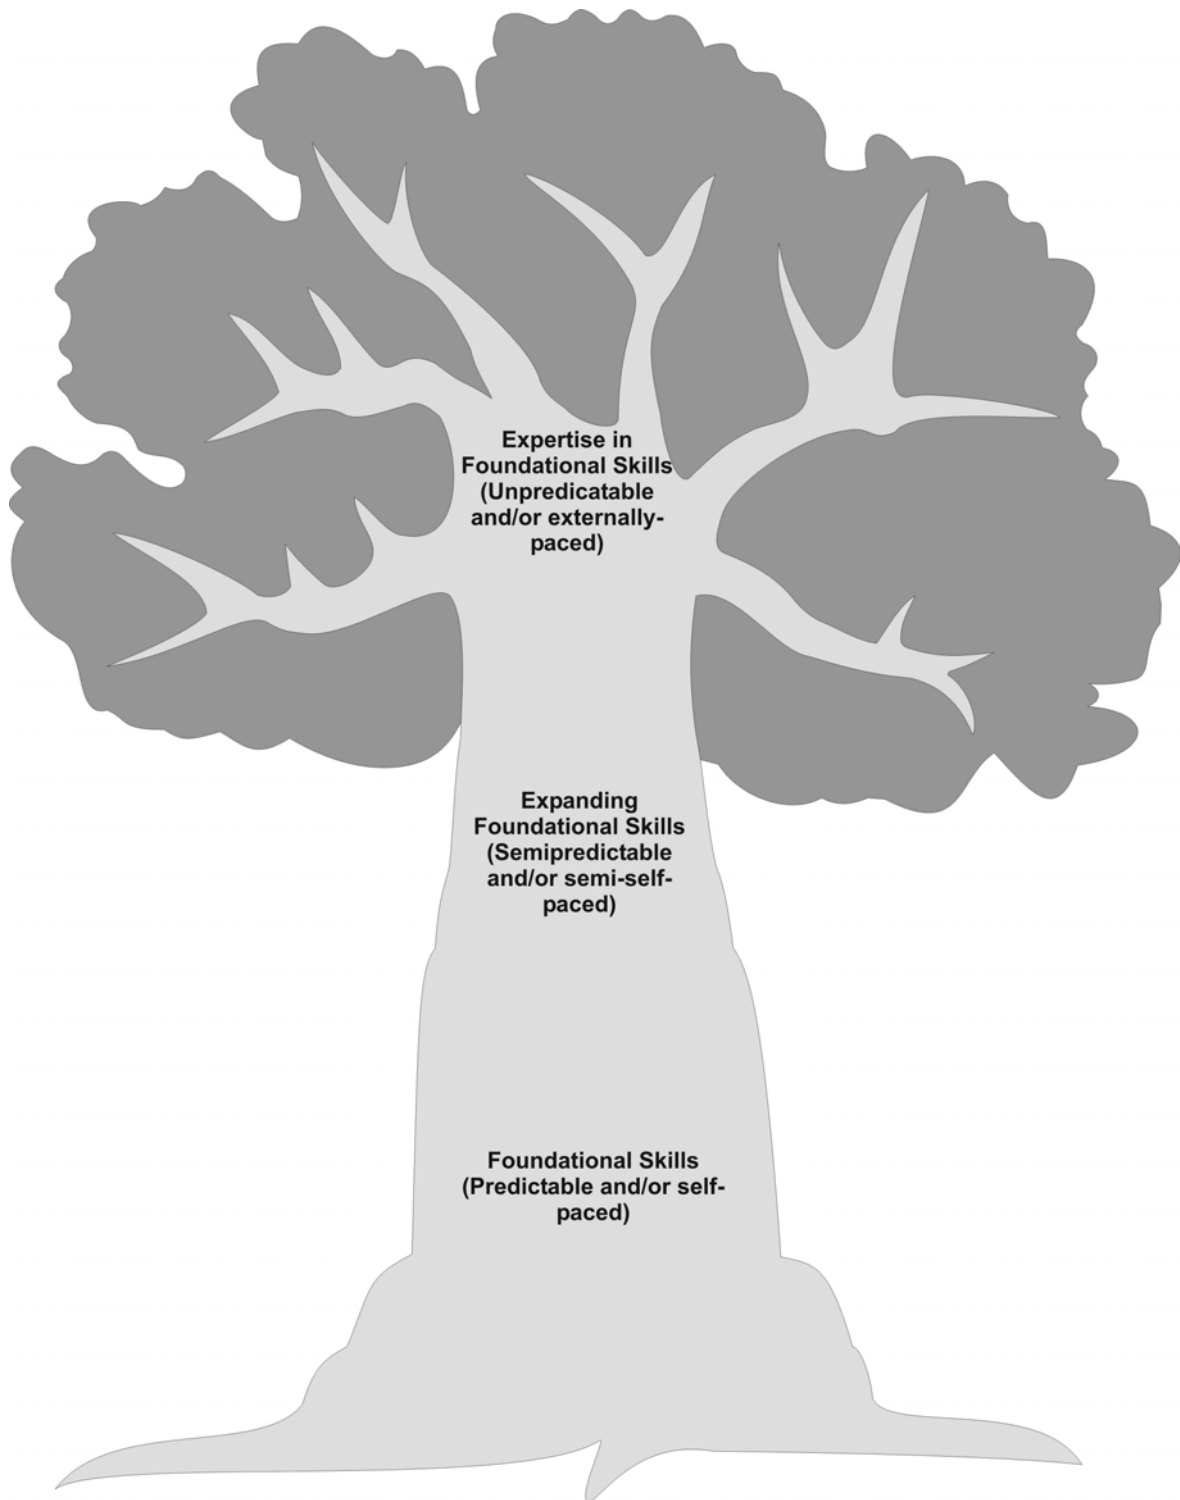 Expertise in
Foundational Skills
(Unpredicatable
and/or externally-
paced)
Expanding
Foundational Skills
(Semipredictable
and/or semi-self-
paced)
Foundational Skills
(Predictable and/or self-
paced)